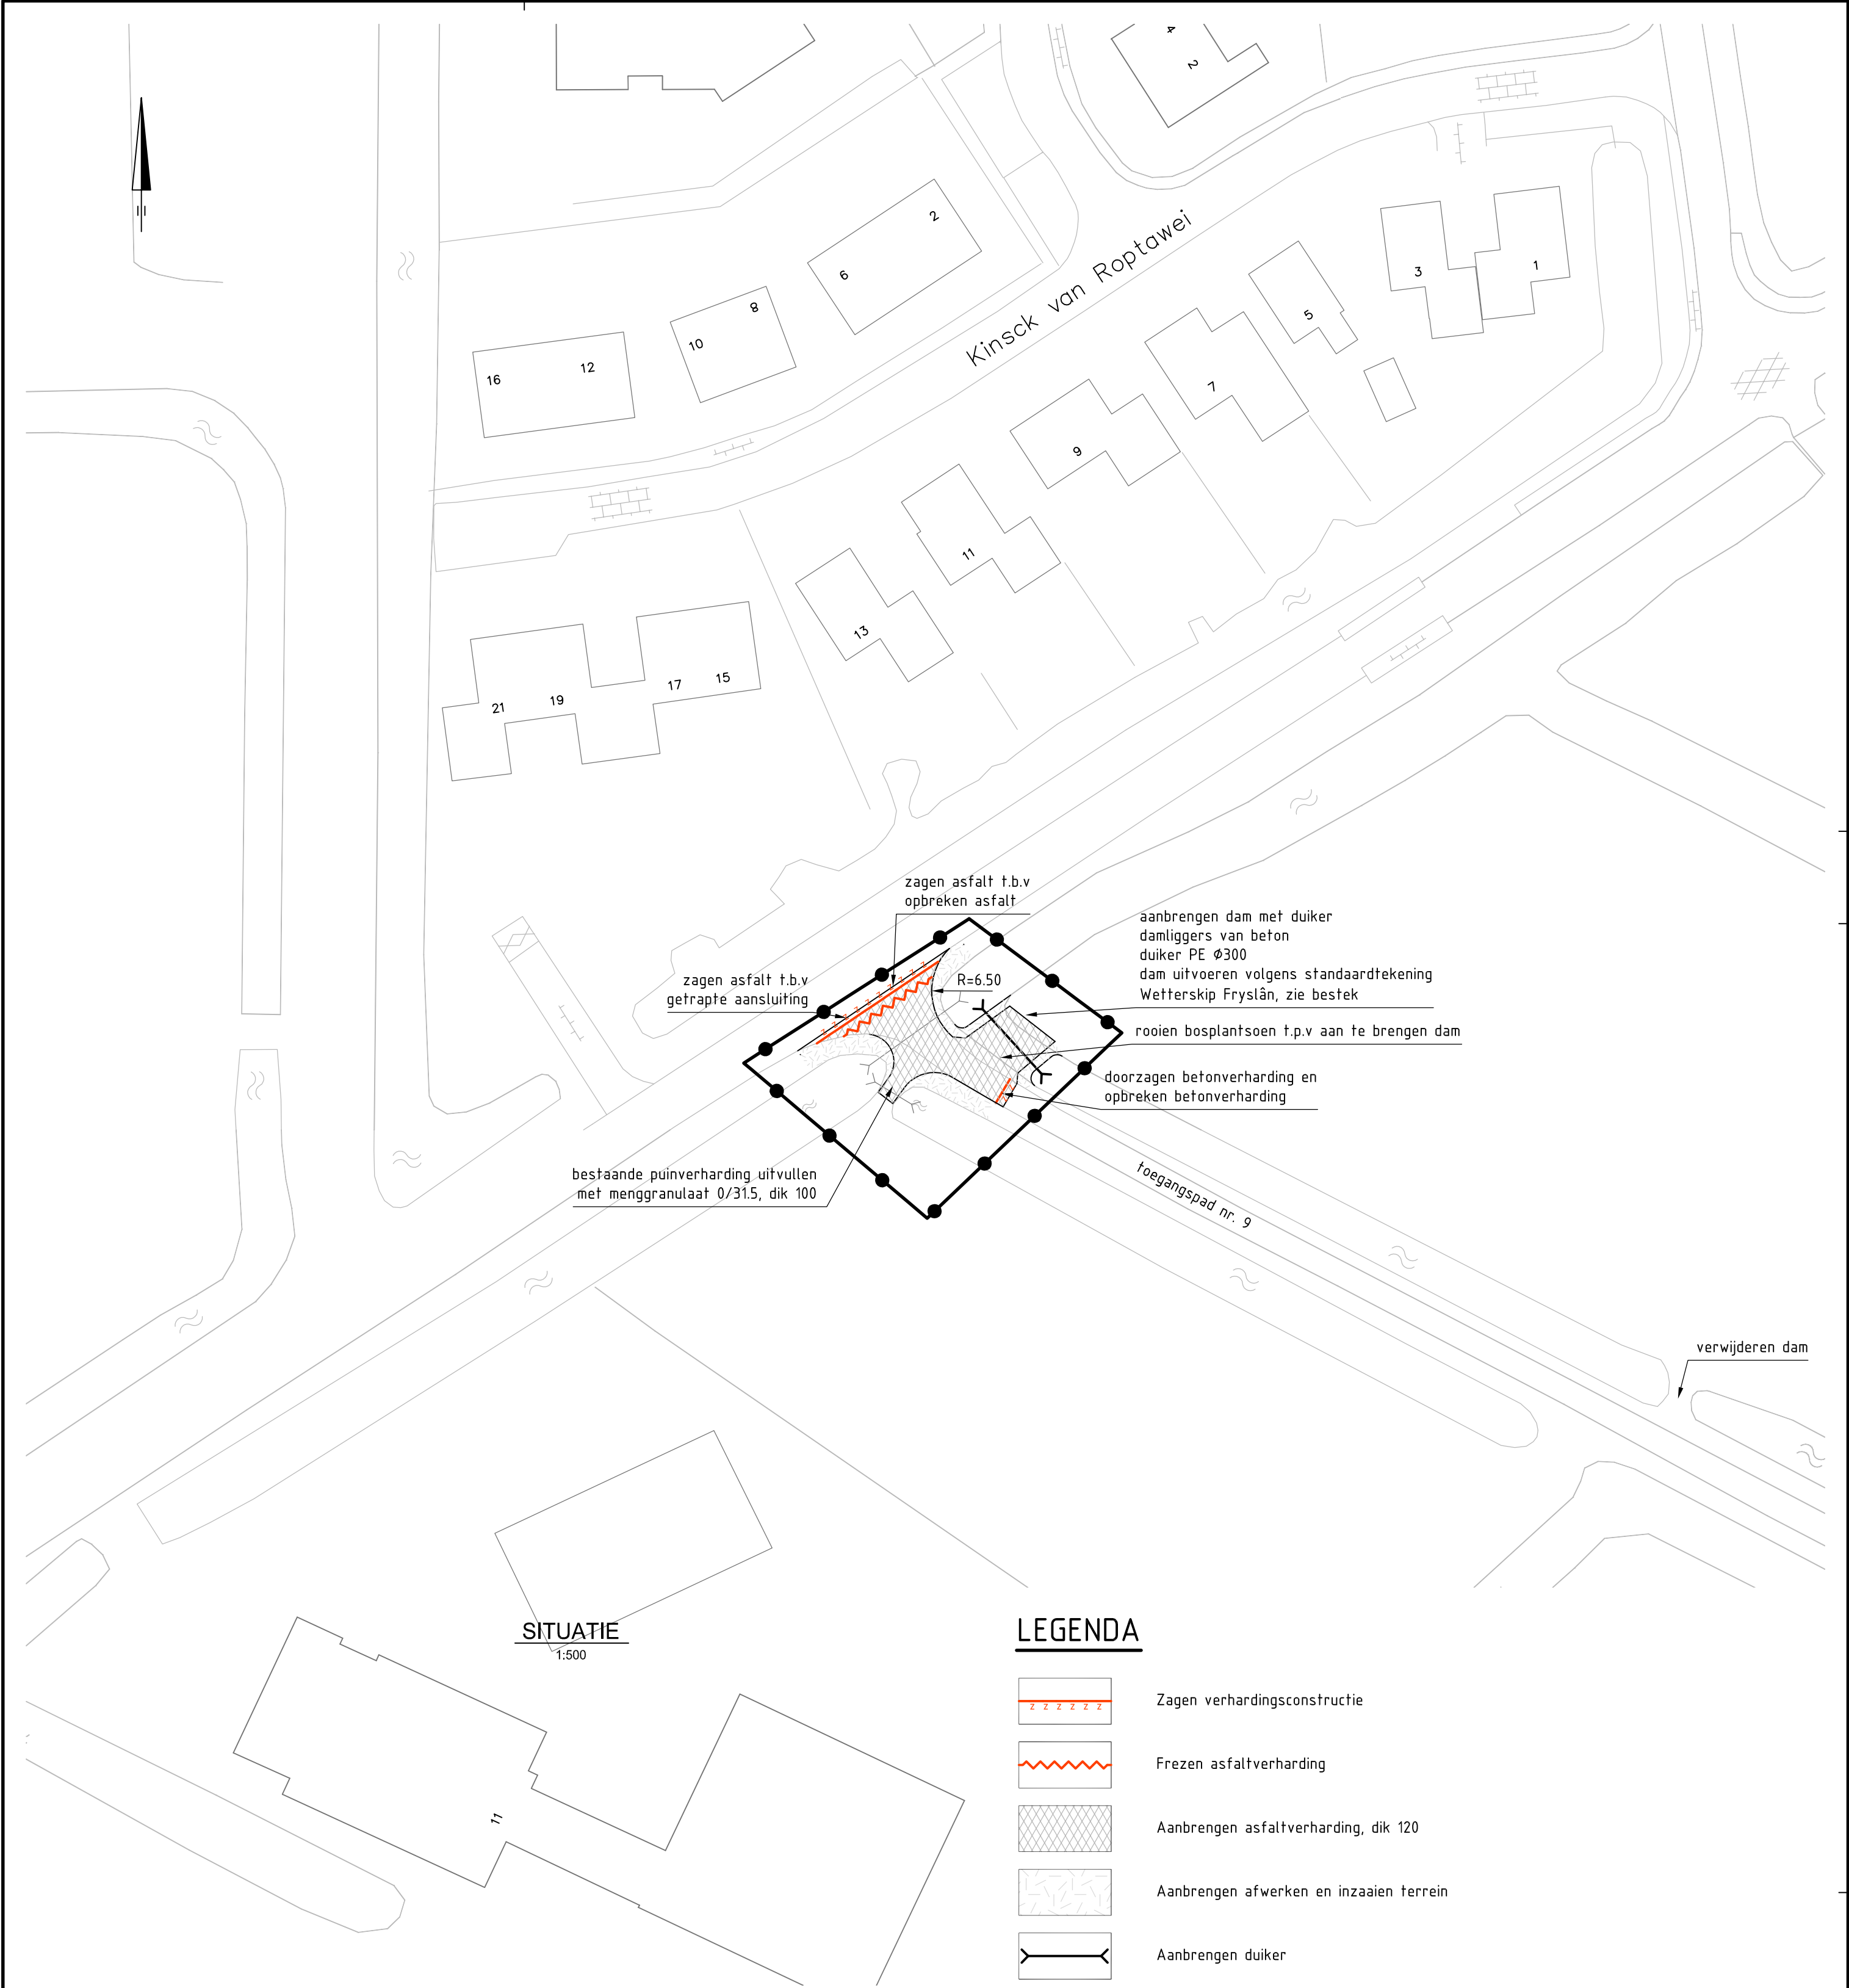 4
2
2
6
8
10
12
16
Kinsck van Roptawei
1
3
5
7
9
11
13
15
17
19
21
zagen asfalt t.b.v
opbreken asfalt
zagen asfalt t.b.v
getrapte aansluiting
R=6.50
aanbrengen dam met duiker
damliggers van beton
duiker PE Ø300
dam uitvoeren volgens standaardtekening
Wetterskip Fryslân, zie bestek
rooien bosplantsoen t.p.v aan te brengen dam
doorzagen betonverharding en
opbreken betonverharding
bestaande puinverharding uitvullen
met menggranulaat 0/31.5, dik 100
toegangspad nr. 9
verwijderen dam
SITUATIE
1:500
11
LEGENDA
z z z z z z
Zagen verhardingsconstructie
Frezen asfaltverharding
Aanbrengen asfaltverharding, dik 120
Aanbrengen afwerken en inzaaien terrein
Aanbrengen duiker